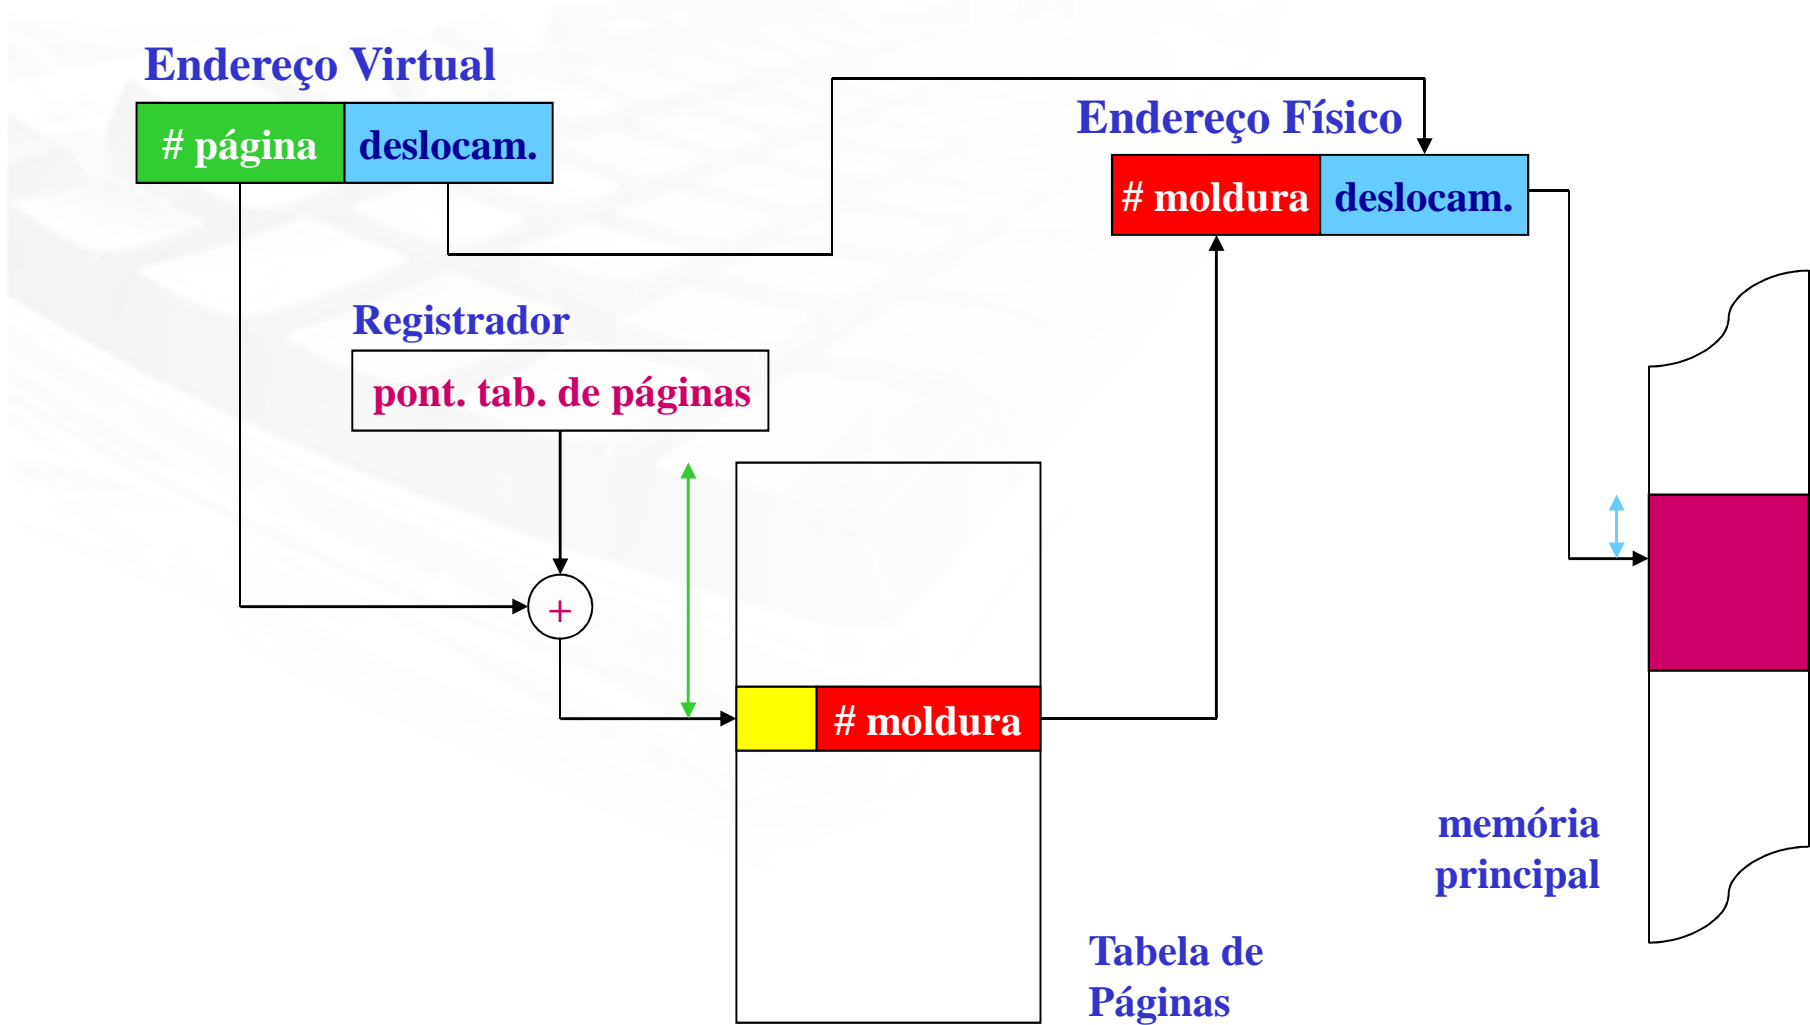 Endereço Virtual
# página
deslocam.
Endereço Físico
# moldura
deslocam.
Registrador
pont. tab. de páginas
+
# moldura
memória
principal
Tabela de
Páginas